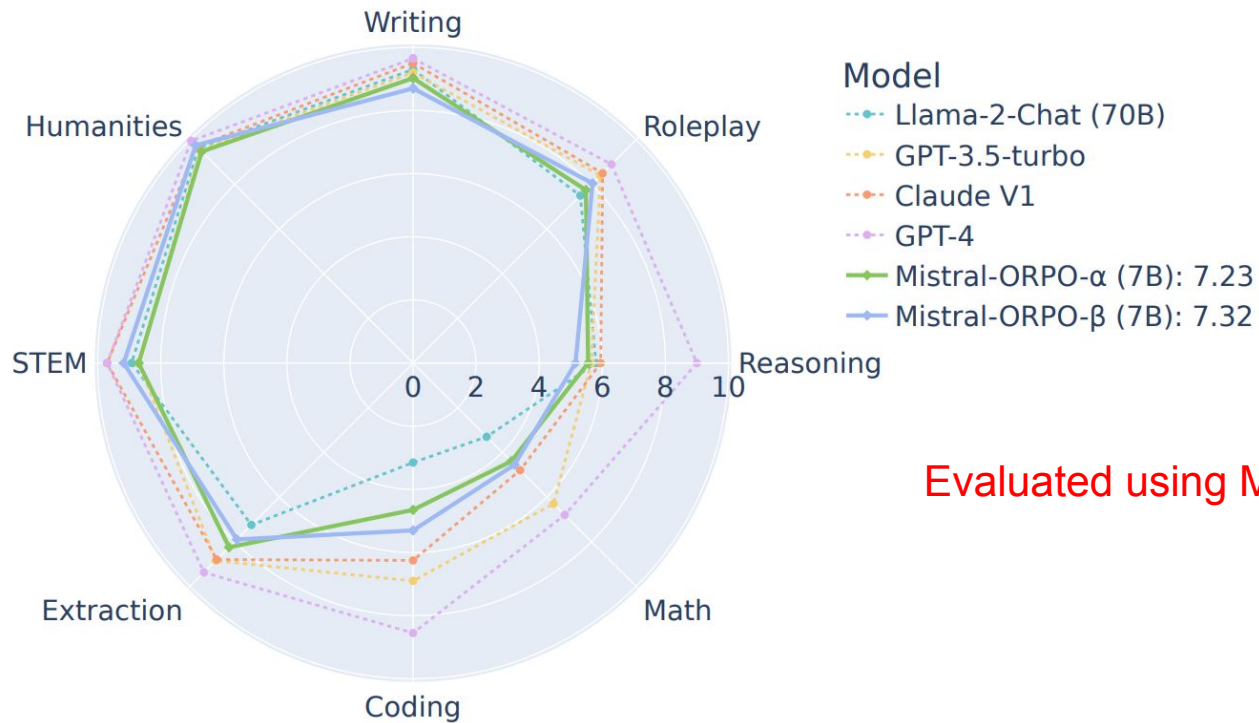 Writing
Humanities
Roleplay
STEM
0 2 4 6 8 10
Reasoning
Extraction
Math
Coding
Model
Llama-2-Chat (70B)
GPT-3.5-turbo
Claude V1
GPT-4
Mistral-ORPO-α (7B): 7.23
Mistral-ORPO-β (7B): 7.32
Evaluated using